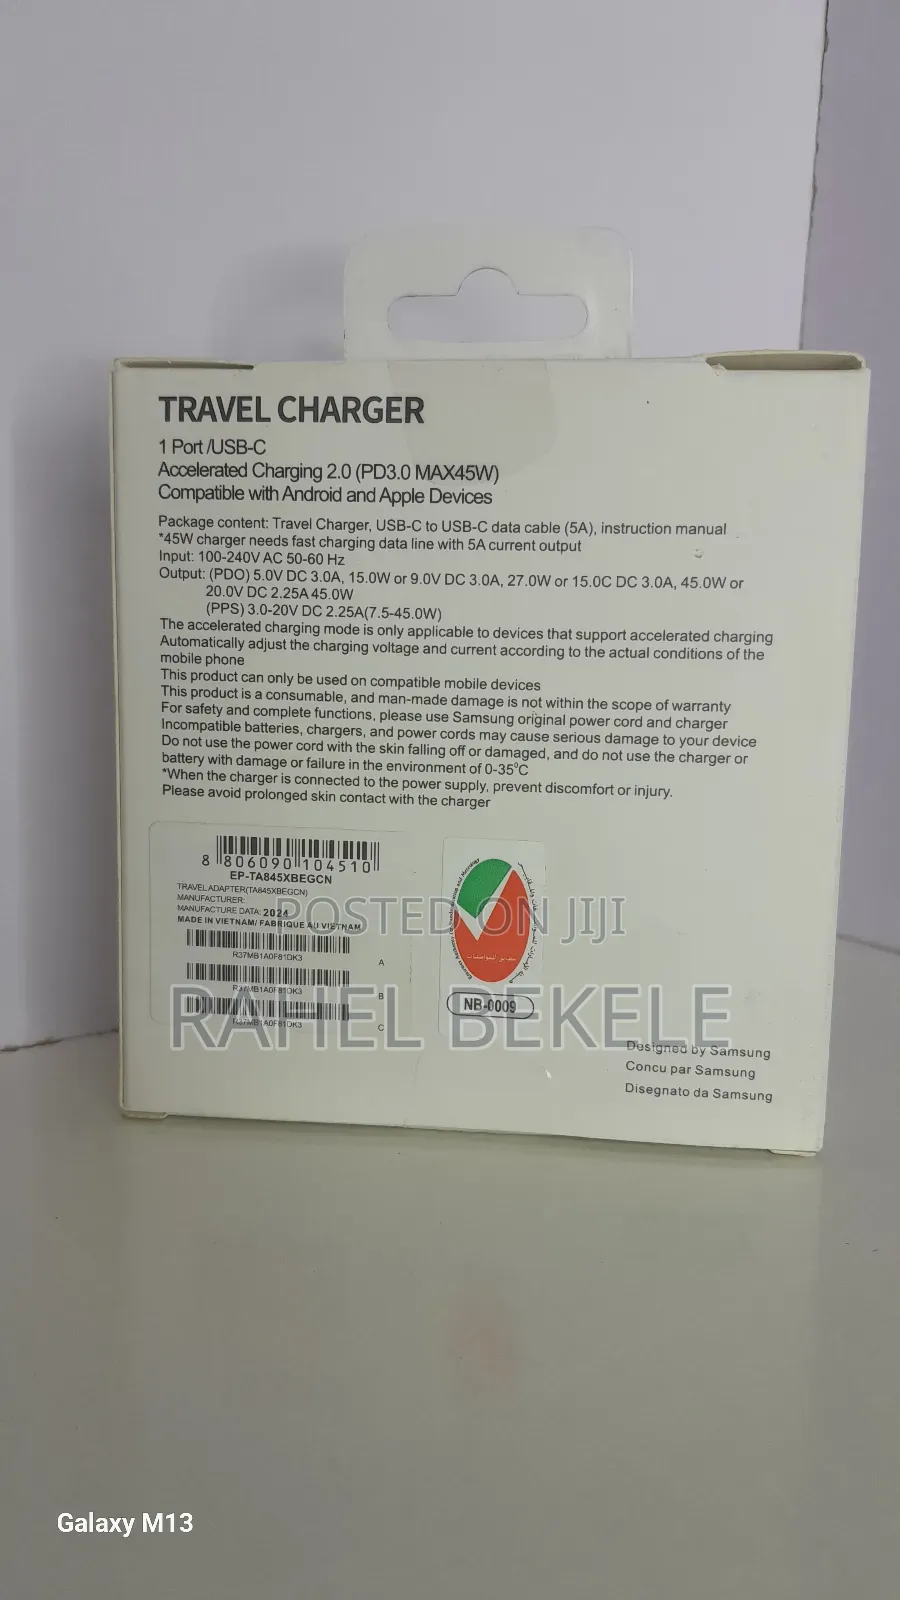 TRAVEL CHARGER
1 Port /USB-C
Accelerated Charging 2.0 (PD3.0 MAX45W)
Compatible with Android and Apple Devices
Package content: Travel Charger, USB-C to USB-C data cable (5A), instruction manual
*45W charger needs fast charging data line with 5A current output
Input: 100-240V AC 50-60 Hz
Output: (PDO) 5.0V DC 3.0A, 15.0W or 9.0V DC 3.0A, 27.0W or 15.0C DC 3.0A, 45.0W or
20.0V DC 2.25A 45.0W
(PPS) 3.0-20V DC 2.25A(7.5-45.0W)
The accelerated charging mode is only applicable to devices that support accelerated charging
Automatically adjust the charging voltage and current according to the actual conditions of the
mobile phone
This product can only be used on compatible mobile devices
This product is a consumable, and man-made damage is not within the scope of warranty
For safety and complete functions, please use Samsung original power cord and charger
Incompatible batteries, chargers, and power cords may cause serious damage to your device
Do not use the power cord with the skin falling off or damaged, and do not use the charger or
battery with damage or failure in the environment of 0-35°C
*When the charger is connected to the power supply, prevent discomfort or injury.
Please avoid prolonged skin contact with the charger
8 806090 104510
EP-TA845XBEGCN
TRAVEL ADAPTER(TA845XBEGCN)
MANUFACTURER:
MANUFACTURE DATA: 2024
MADE IN VIETNAM/ FABRIQUE AU VIETNAM
R37MB1A0F81DK3
A
R37MB1A0F81DK3
B
R37MB1A0F81DK3
C
NB-0009
POSTED ON JIJI
RAHEL BEKELE
Designed by Samsung
Concu par Samsung
Disegnato da Samsung
Galaxy M13